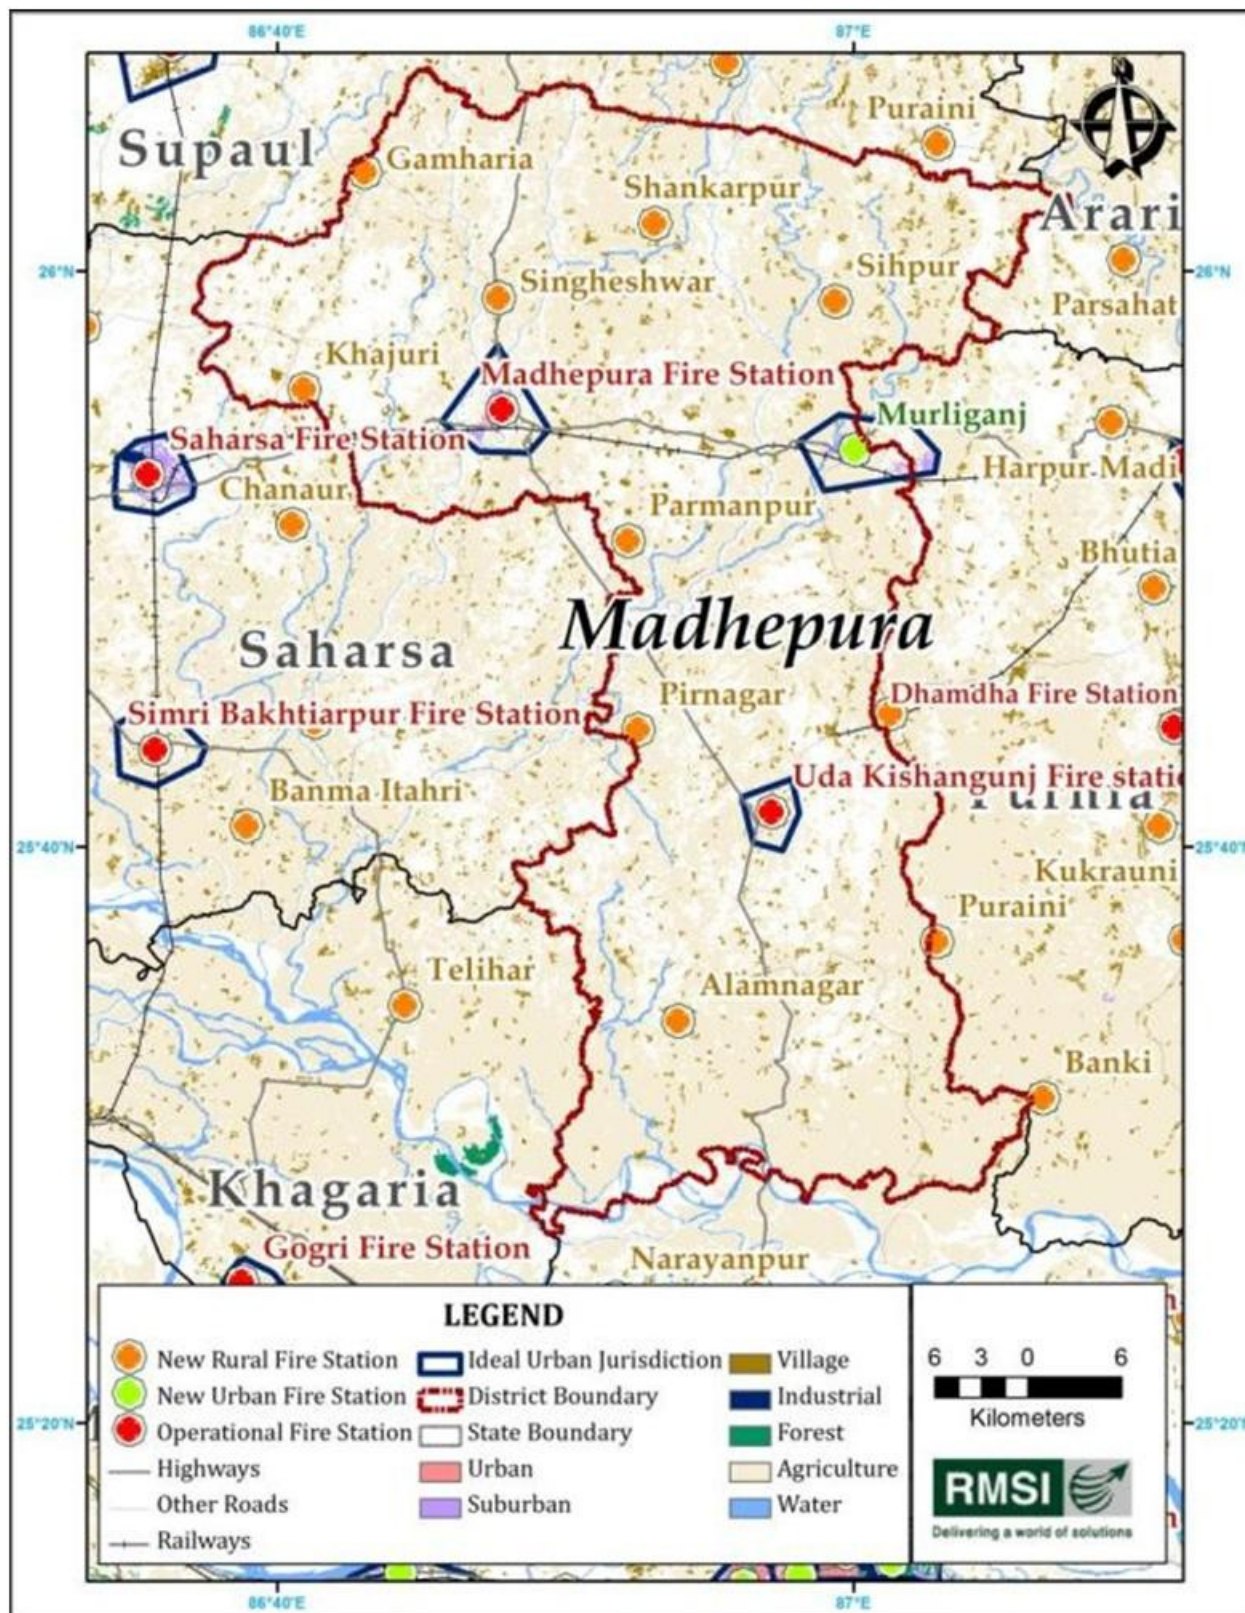 86°40'E 87°E
Puraini
Supaul
Gamharia
Shankarpur
Arari
26°N 26°N
Sihpur
Singheshwar
Parsahat
Khajuri
Madhepura Fire Station
Murliganj
Saharsa Fire Station
Harpur Madi
Chanaur
Parmanpur
Bhutia
Madhepura
Saharsa
Pirnagar
Dhamdha Fire Station
Simri Bakhtiarpur Fire Station
Uda Kishangunj Fire statio
Banma Itahri
25°40'N 25°40'
Kukrauni
Puraini
Telihar
Alamnagar
Banki
Khagaria
Gogri Fire Station
Narayanpur
LEGEND
New Rural Fire Station
New Urban Fire Station
Operational Fire Station
Highways
Other Roads
Railways
Ideal Urban Jurisdiction
District Boundary
State Boundary
Urban
Suburban
Village
Industrial
Forest
Agriculture
Water
6 3 0 6
Kilometers
RMSI
Delivering a world of solutions
25°20'N 25°20'
86°40'E 87°E